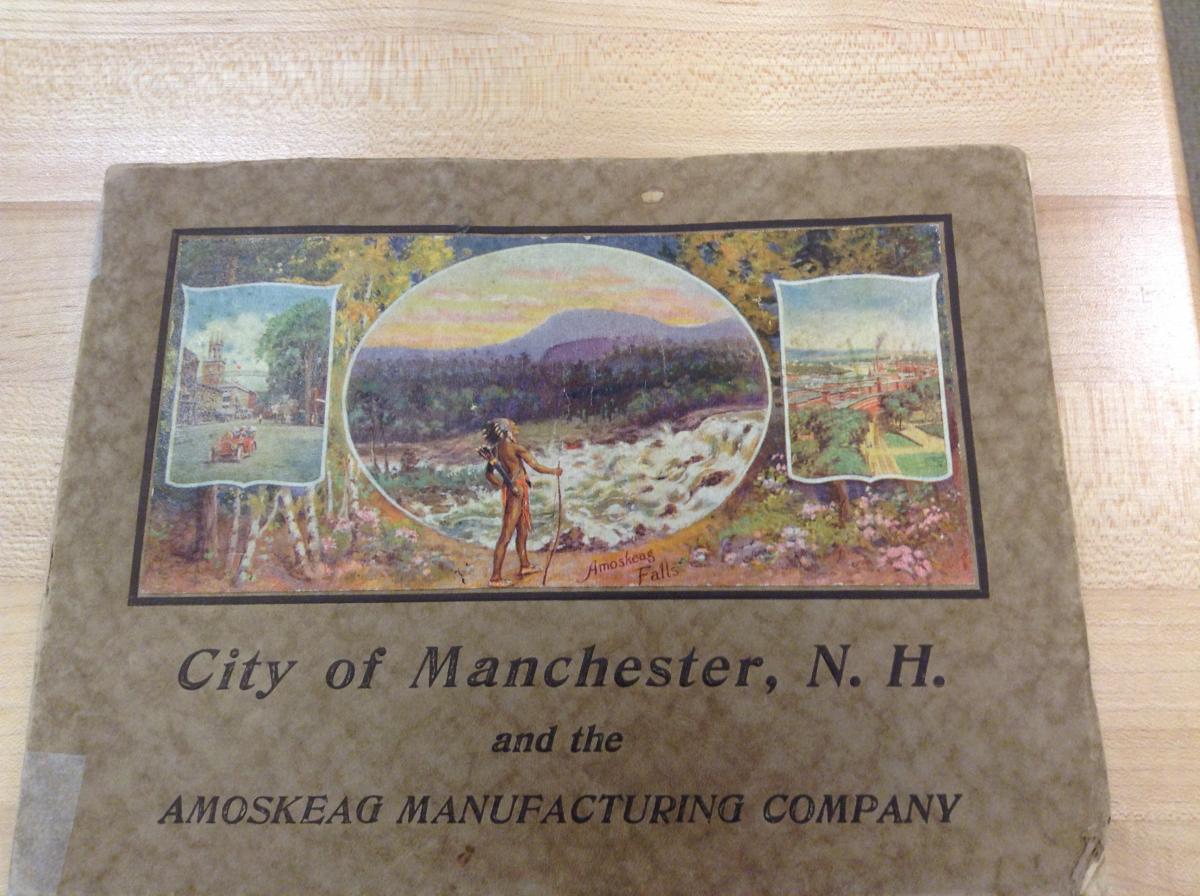 Amoskeag
Falls
City of Manchester, N. H.
and the
AMOSKEAG MANUFACTURING COMPANY